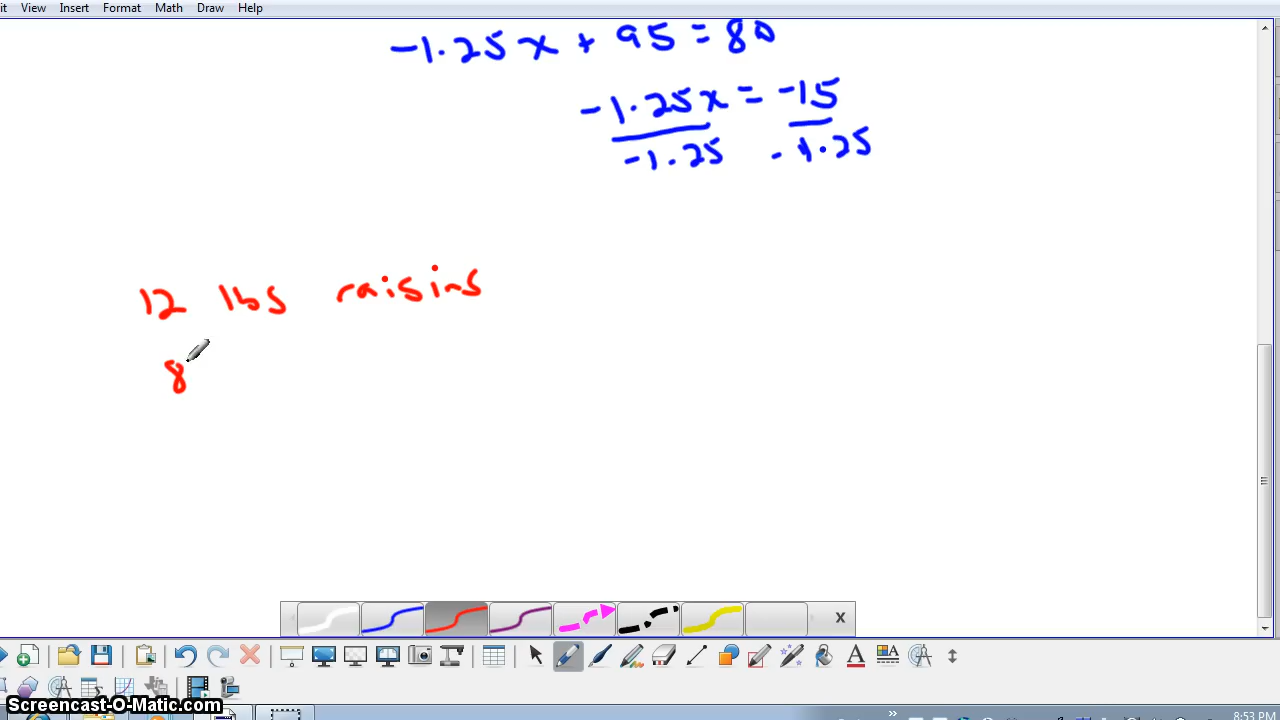 it View Insert Format Math Draw Help
-1.25x + 95 = 80
-1.25x = -15
-1.25 -1.25
12 lbs raisins
8
x
A A
Screencast-O-Matic.com
» 8:53 PM